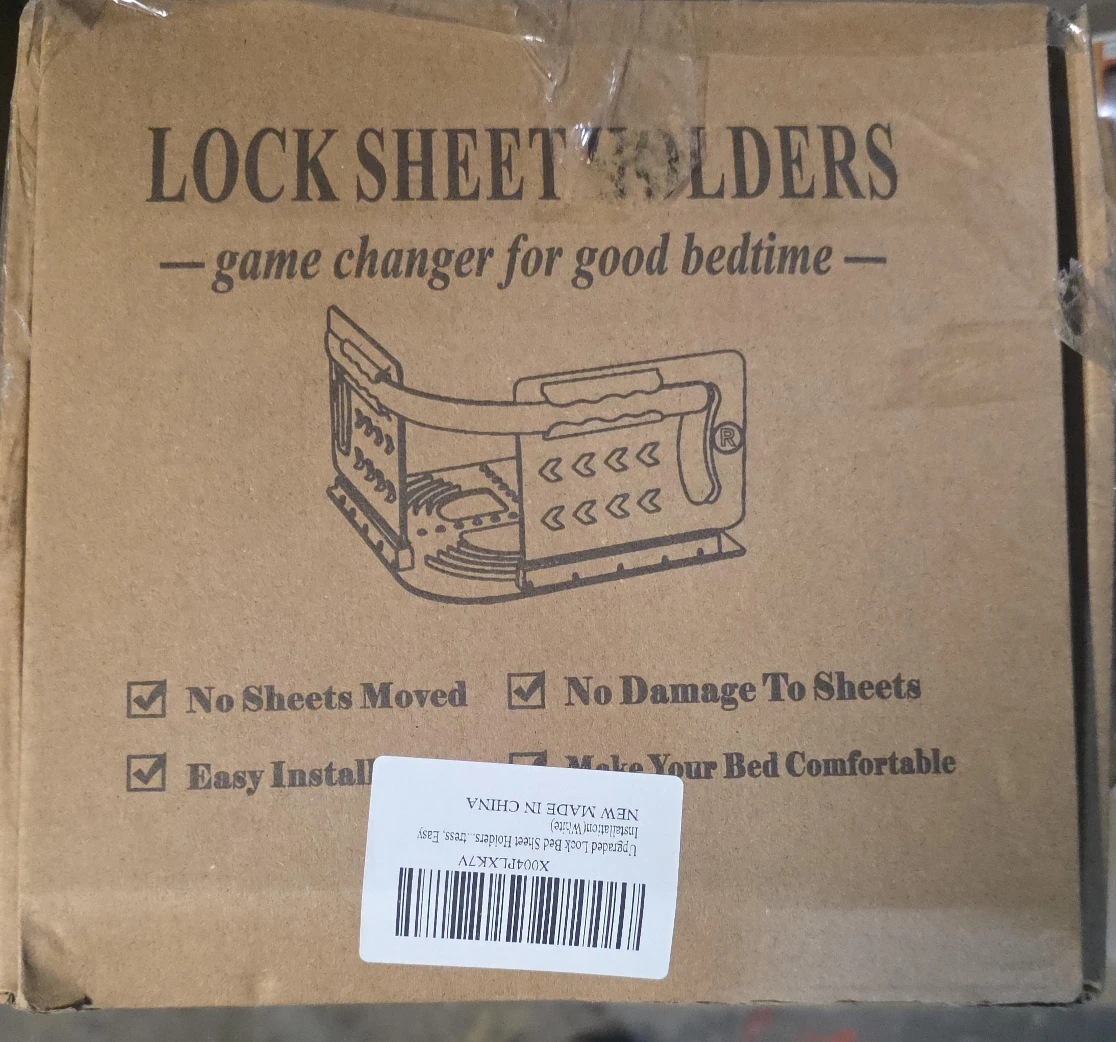 LOCK SHEET HOLDERS
—game changer for good bedtime—
®
No Sheets Moved
No Damage To Sheets
Easy Install
Make Your Bed Comfortable
X004PLXK7V
Upgraded Lock Bed Sheet Holders...tress, Easy
Installation(White)
NEW MADE IN CHINA